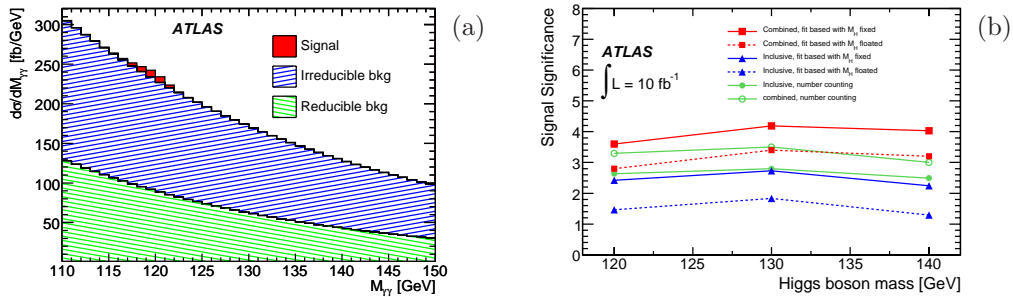 (a)
ATLAS
Signal
Irreducible bkg
Reducible bkg
dσ/dMγγ [fb/GeV]
300
250
200
150
100
50
110 115 120 125 130 135 140 145 150
Mγγ [GeV]
(b)
Signal Significance
8
7
6
5
4
3
2
1
0
ATLAS
∫ L = 10 fb⁻¹
Combined, fit based with M_H fixed
Combined, fit based with M_H floated
Inclusive, fit based with M_H fixed
Inclusive, fit based with M_H floated
Inclusive, number counting
combined, number counting
120 130 140
Higgs boson mass [GeV]